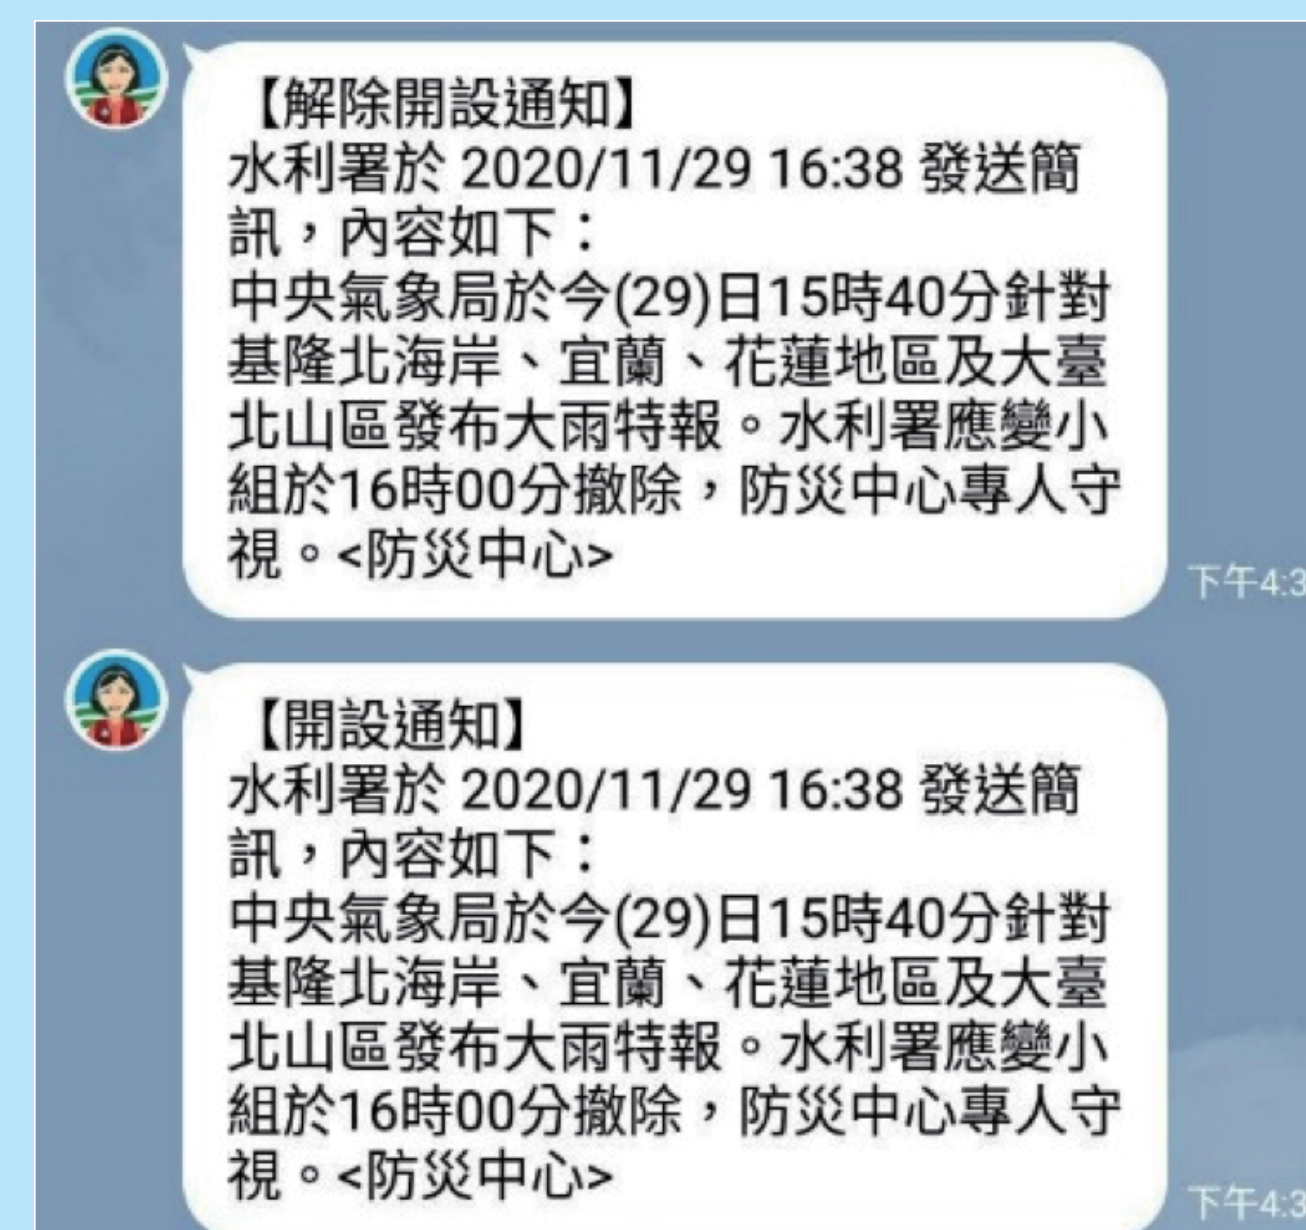 【解除開設通知】
水利署於 2020/11/29 16:38 發送簡
訊，內容如下：
中央氣象局於今(29)日15時40分針對
基隆北海岸、宜蘭、花蓮地區及大臺
北山區發布大雨特報。水利署應變小
組於16時00分撤除，防災中心專人守
視。<防災中心>
下午4:3
【開設通知】
水利署於 2020/11/29 16:38 發送簡
訊，內容如下：
中央氣象局於今(29)日15時40分針對
基隆北海岸、宜蘭、花蓮地區及大臺
北山區發布大雨特報。水利署應變小
組於16時00分撤除，防災中心專人守
視。<防災中心>
下午4:3